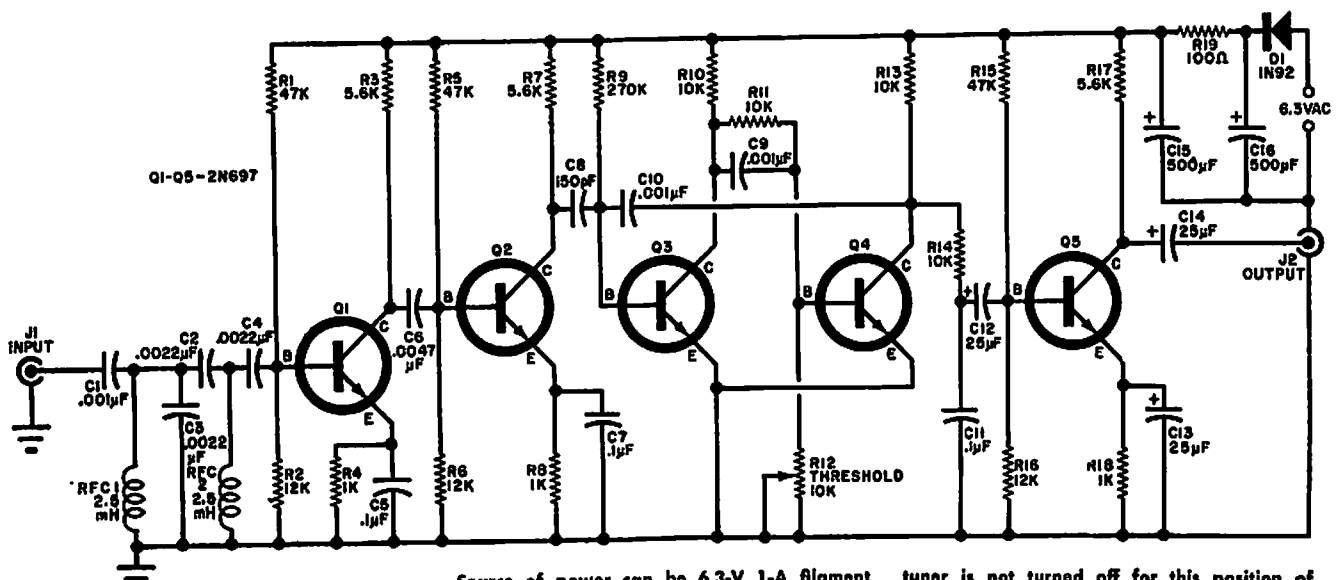 R1
47K
R3
5.6K
R5
47K
R7
5.6K
R9
270K
R10
10K
R11
10K
R13
10K
R15
47K
R17
5.6K
R19
100Ω
D1
1N92
6.3VAC
+
C15
500µF
+
C16
500µF
Q1-Q5-2N697
C8
150pF
C10
.001µF
C9
.001µF
R14
10K
+
C12
25µF
+
C14
25µF
J2
OUTPUT
J1
INPUT
C1
.001µF
C2
.0022µF
C4
.0022µF
C3
.0022
µF
RFC1
2.5
mH
RFC
2
2.5
mH
R2
12K
B
Q1
C
E
R4
1K
C5
.1µF
C6
.0047
µF
R6
12K
B
Q2
C
E
R8
1K
C7
.1µF
B
Q3
C
E
B
Q4
C
E
R12
THRESHOLD
10K
C11
.1µF
B
Q5
C
E
R16
12K
R18
1K
+
C13
25µF
Source of power can be 6.3-V 1-A filament
tuner is not turned off for this position of